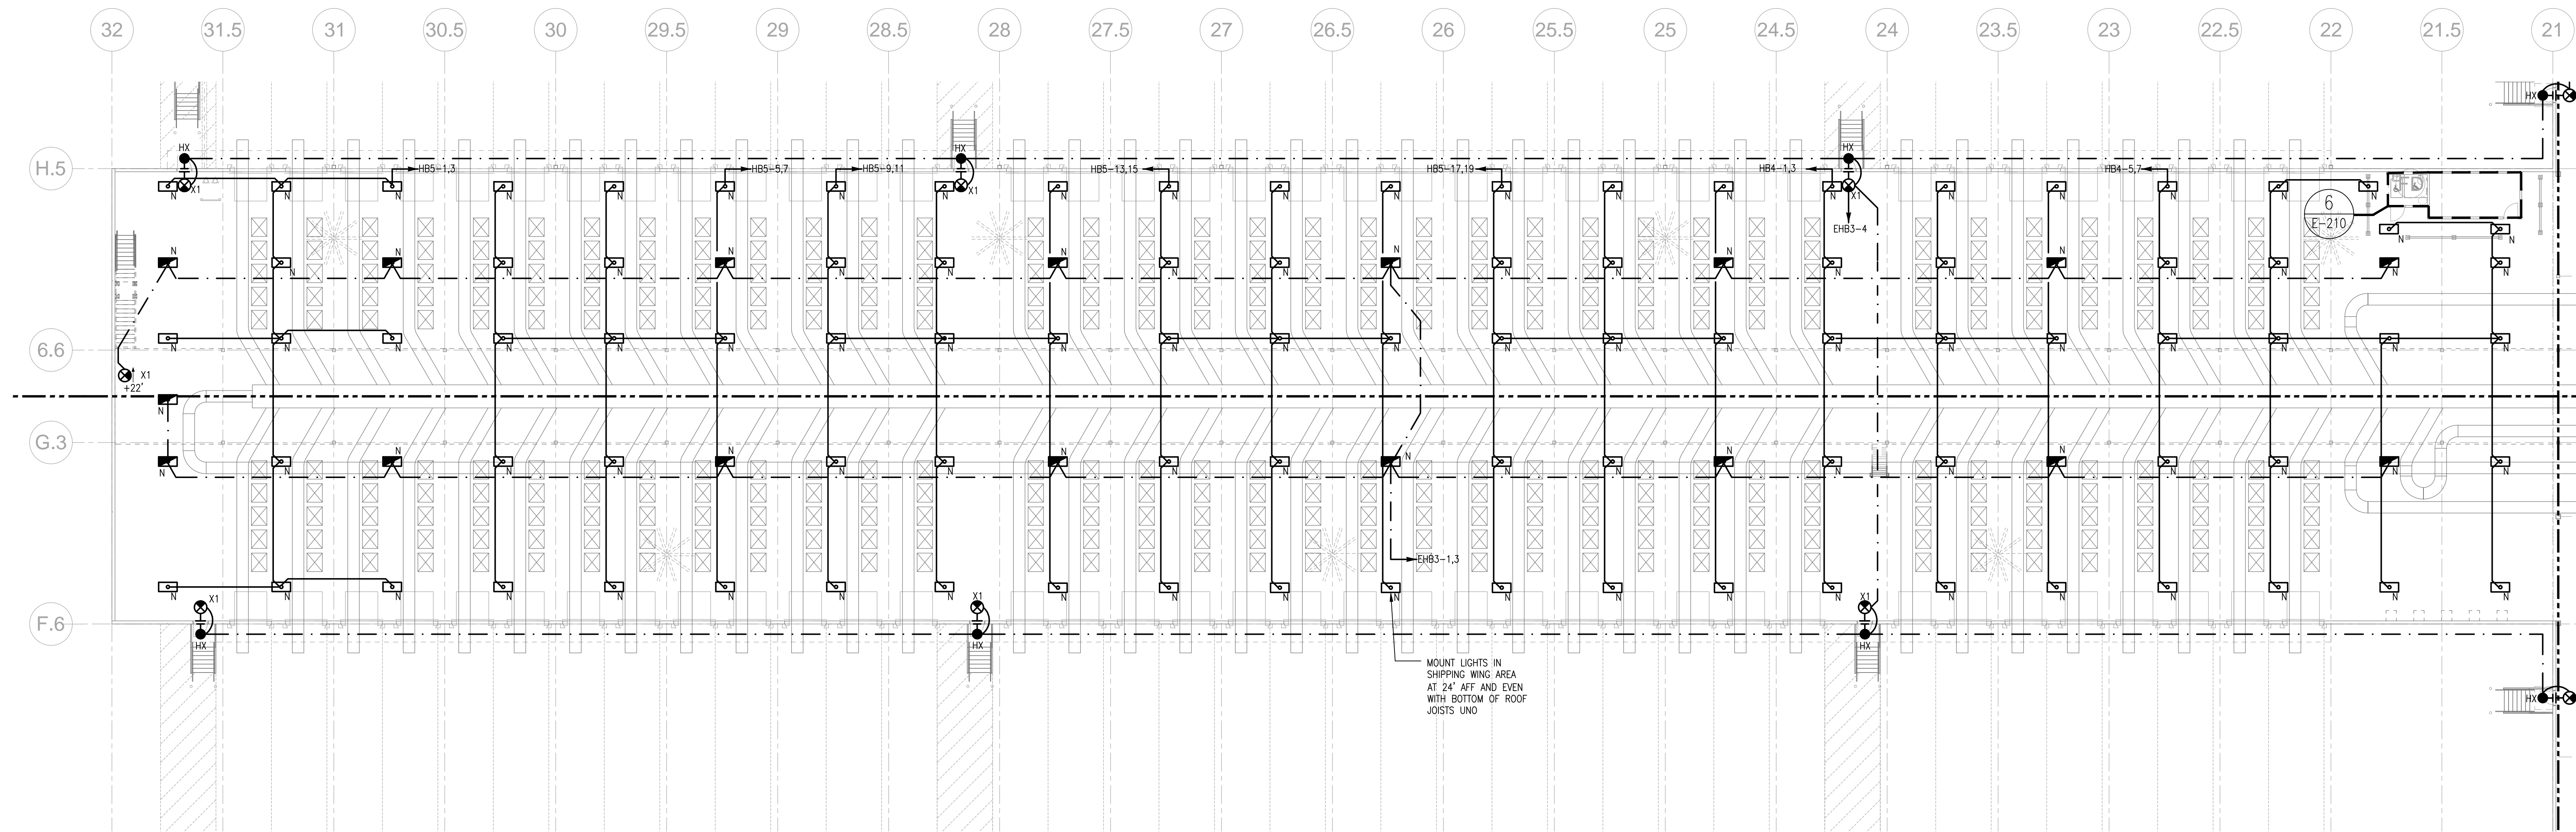 32 31.5 31 30.5 30 29.5 29 28.5 28 27.5 27 26.5 26 25.5 25 24.5 24 23.5 23 22.5 22 21.5 21
HX
HX HX HX
H.5 HB5-1,3 HB5-5,7 HB5-9,11 HB5-13,15 HB5-17,19 HB4-1,3 HB4-5,7
X1 X1 X1
N N N N N N N N N N N N N N N N N N N N N
6
E-210
EHB3-4
N N
N N N N N N N N N N N N N N N N N N N N N N
6.6
N N N N N N N N N N N N N N N N N N N N N N
X1
+22'
N
G.3
N N N N N N N N N N N N N N N N N N N N N N
EHB3-1,3
N N N N N N N N N N N N N N N N N N N N N N
X1 X1 X1
F.6
HX HX HX
MOUNT LIGHTS IN
SHIPPING WING AREA
AT 24' AFF AND EVEN
WITH BOTTOM OF ROOF
JOISTS UNO
HX